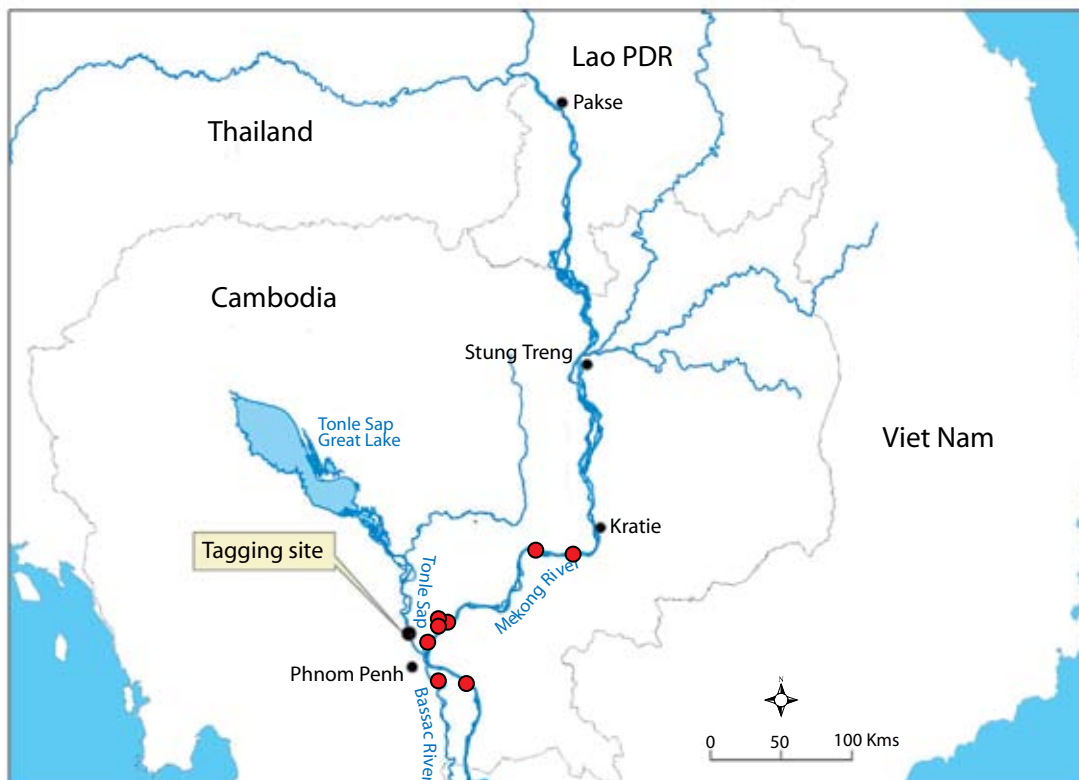 Lao PDR
Pakse
Thailand
Cambodia
Stung Treng
Tonle Sap
Great Lake
Viet Nam
Kratie
Tagging site
Tonle Sap
Mekong River
Phnom Penh
Bassac River
N
0 50 100 Kms